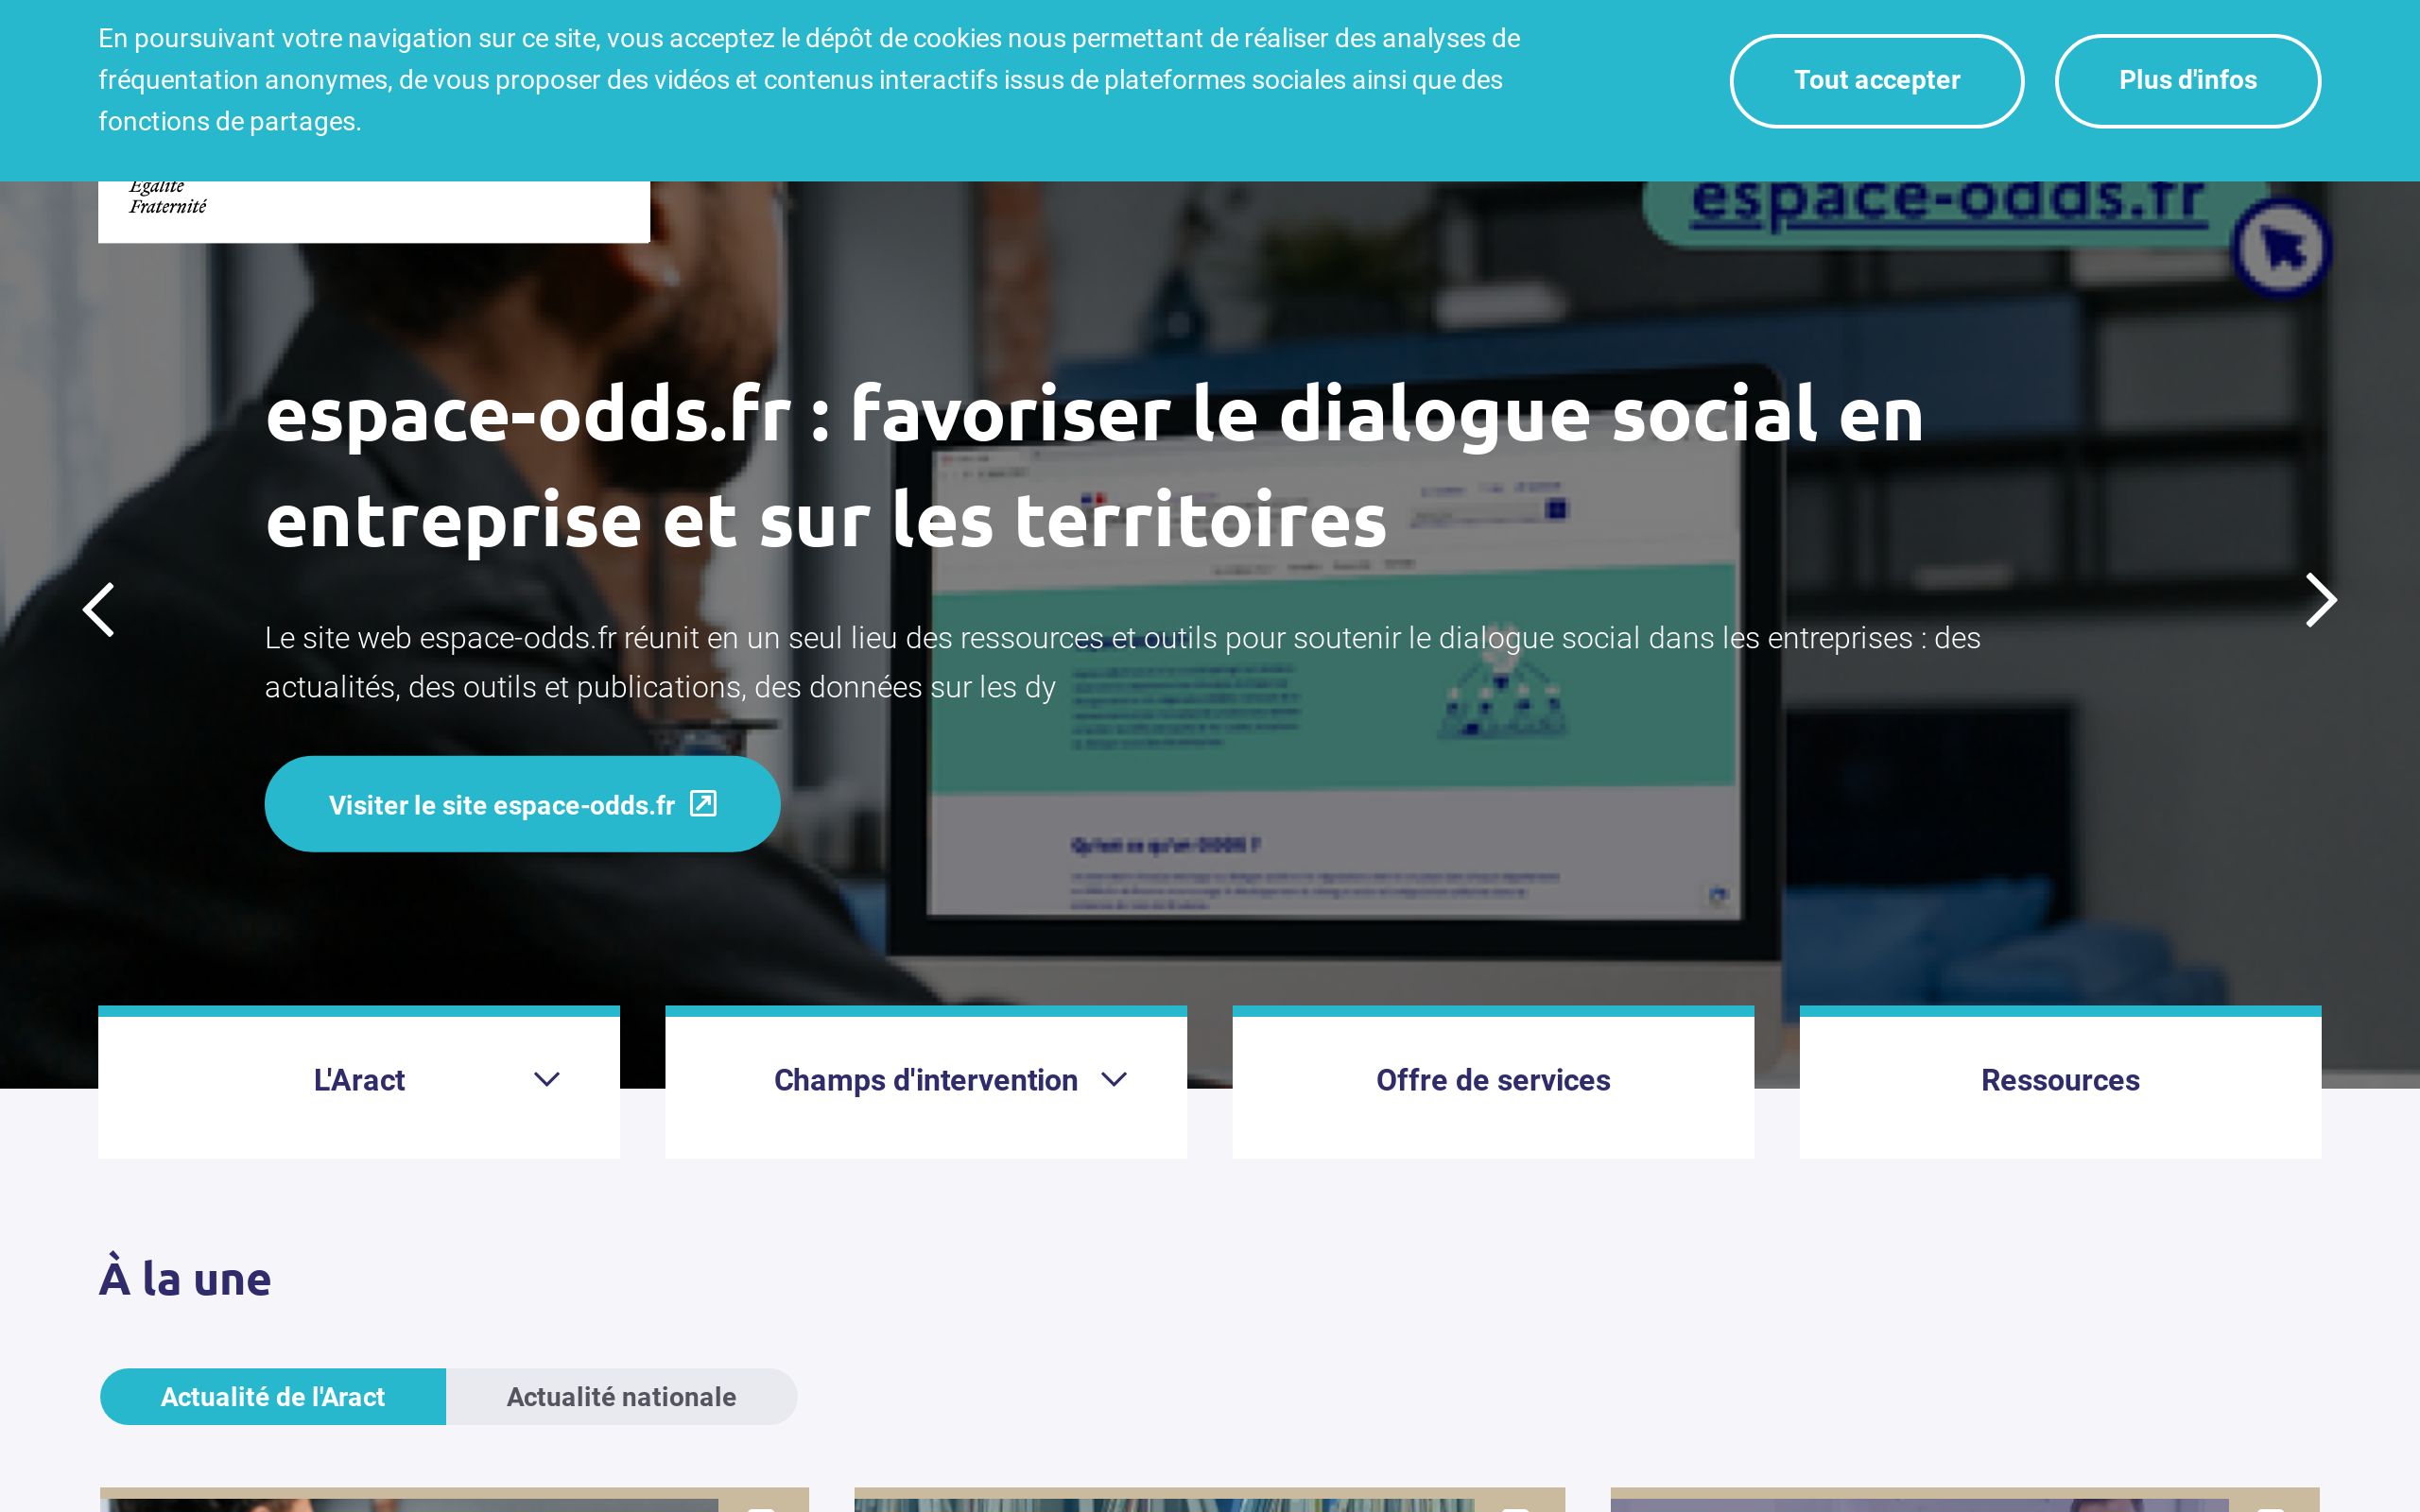 En poursuivant votre navigation sur ce site, vous acceptez le dépôt de cookies nous permettant de réaliser des analyses de
fréquentation anonymes, de vous proposer des vidéos et contenus interactifs issus de plateformes sociales ainsi que des
fonctions de partages.
Tout accepter
Plus d'infos
Égalité
Fraternité
espace-odds.fr
espace-odds.fr : favoriser le dialogue social en
entreprise et sur les territoires
Le site web espace-odds.fr réunit en un seul lieu des ressources et outils pour soutenir le dialogue social dans les entreprises : des
actualités, des outils et publications, des données sur les dy
Visiter le site espace-odds.fr
Qu'est ce qu'un ODDS ?
L'Aract
Champs d'intervention
Offre de services
Ressources
À la une
Actualité de l'Aract
Actualité nationale